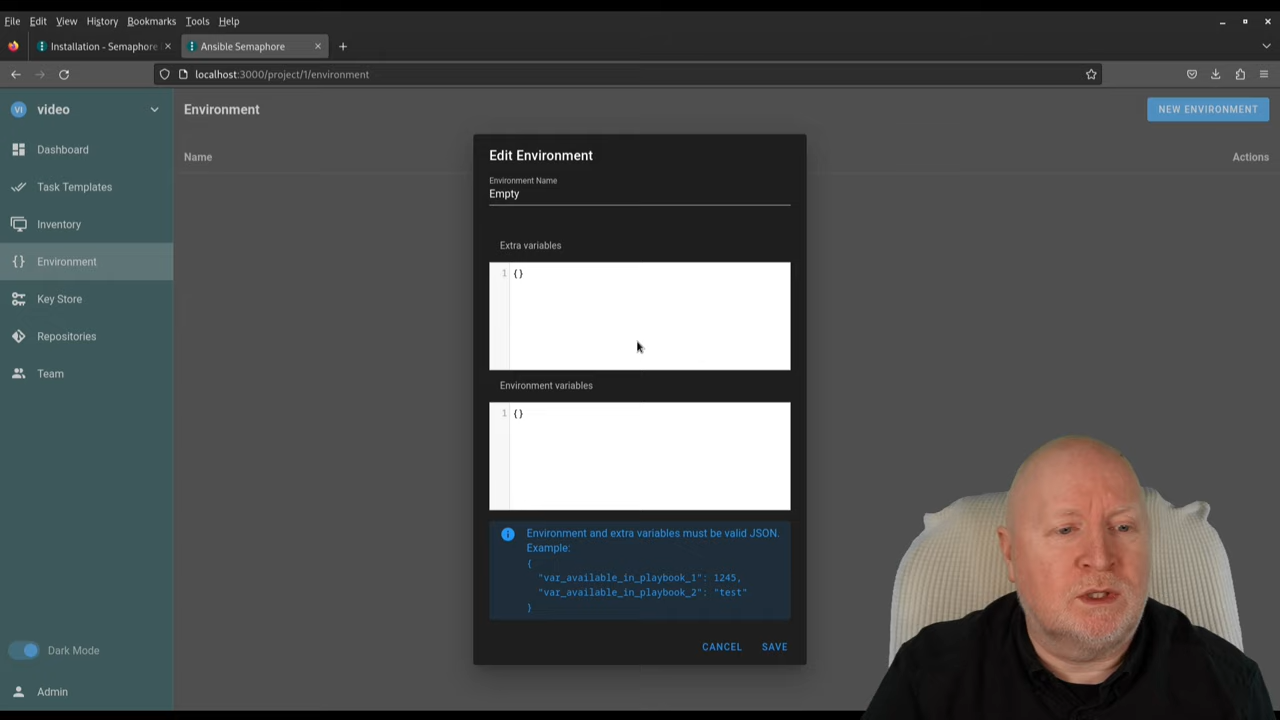 File Edit View History Bookmarks Tools Help
Installation - Semaphore
Ansible Semaphore
localhost:3000/project/1/environment
VI video
Environment
NEW ENVIRONMENT
Name
Actions
Dashboard
Task Templates
Inventory
{} Environment
Key Store
Repositories
Team
Dark Mode
Admin
Edit Environment
Environment Name
Empty
Extra variables
1 {}
Environment variables
1 {}
Environment and extra variables must be valid JSON.
Example:
{
"var_available_in_playbook_1": 1245,
"var_available_in_playbook_2": "test"
}
CANCEL SAVE